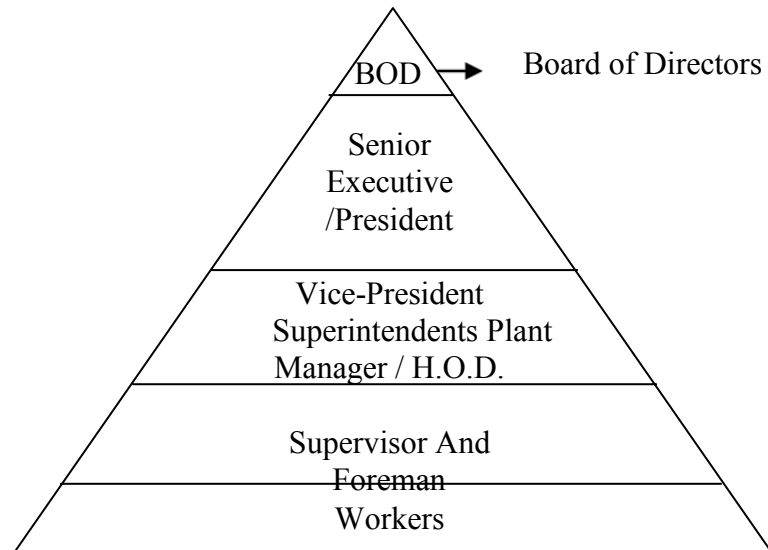 BOD
Board of Directors
Senior
Executive
/President
Vice-President
Superintendents Plant
Manager / H.O.D.
Supervisor And
Foreman
Workers